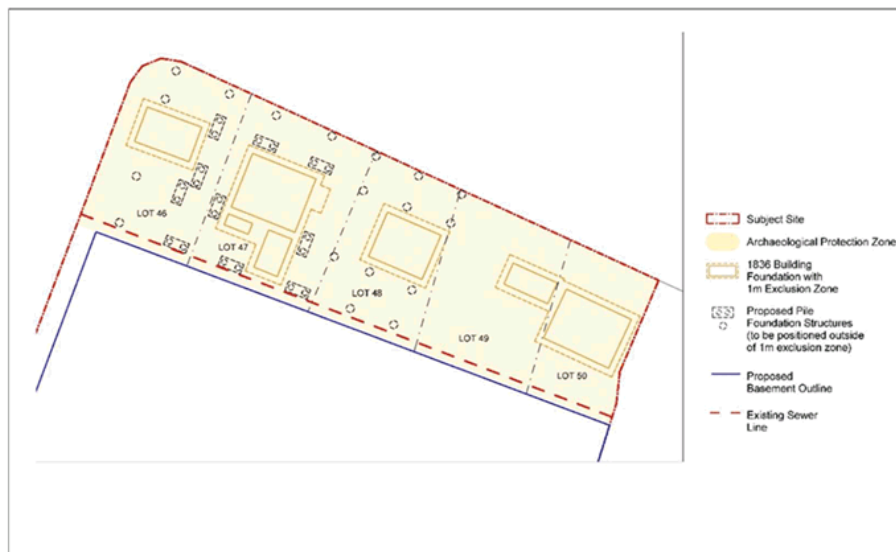 LOT 46
LOT 47
LOT 48
LOT 49
LOT 50
Subject Site
Archaeological Protection Zone
1836 Building
Foundation with
1m Exclusion Zone
Proposed Pile
Foundation Structures
(to be positioned outside
of 1m exclusion zone)
Proposed
Basement Outline
Existing Sewer
Line